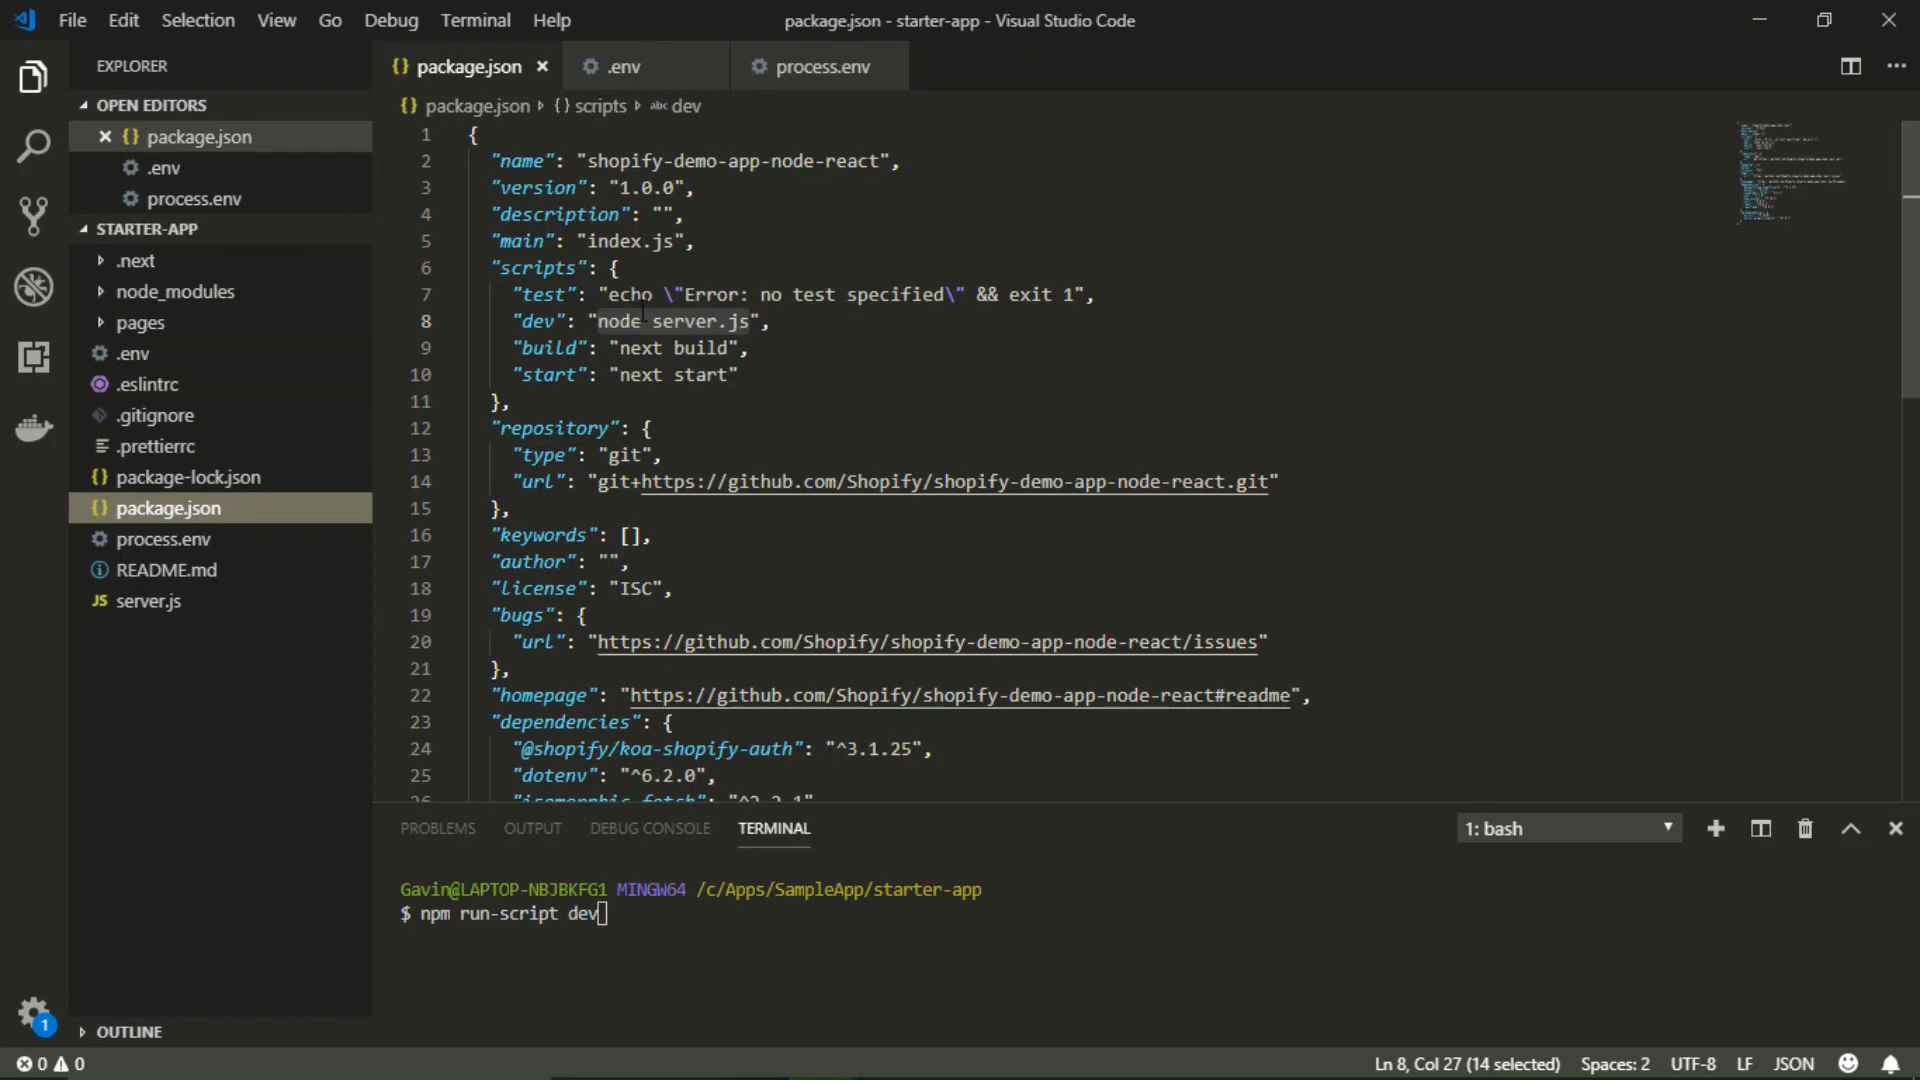 File Edit Selection View Go Debug Terminal Help
package.json - starter-app - Visual Studio Code
EXPLORER
OPEN EDITORS
package.json
.env
process.env
STARTER-APP
.next
node_modules
pages
.env
.eslintrc
.gitignore
.prettierrc
package-lock.json
package.json
process.env
README.md
server.js
OUTLINE
package.json
.env
process.env
package.json {} scripts abc dev
1 {
2 "name": "shopify-demo-app-node-react",
3 "version": "1.0.0",
4 "description": "",
5 "main": "index.js",
6 "scripts": {
7 "test": "echo \"Error: no test specified\" && exit 1",
8 "dev": "node server.js",
9 "build": "next build",
10 "start": "next start"
11 },
12 "repository": {
13 "type": "git",
14 "url": "git+https://github.com/Shopify/shopify-demo-app-node-react.git"
15 },
16 "keywords": [],
17 "author": "",
18 "license": "ISC",
19 "bugs": {
20 "url": "https://github.com/Shopify/shopify-demo-app-node-react/issues"
21 },
22 "homepage": "https://github.com/Shopify/shopify-demo-app-node-react#readme",
23 "dependencies": {
24 "@shopify/koa-shopify-auth": "^3.1.25",
25 "dotenv": "^6.2.0",
26 "isomorphic-fetch": "^2.2.1"
PROBLEMS OUTPUT DEBUG CONSOLE TERMINAL
1: bash
Gavin@LAPTOP-NBJBKFG1 MINGW64 /c/Apps/SampleApp/starter-app
$ npm run-script dev
1
0 0
Ln 8, Col 27 (14 selected) Spaces: 2 UTF-8 LF JSON